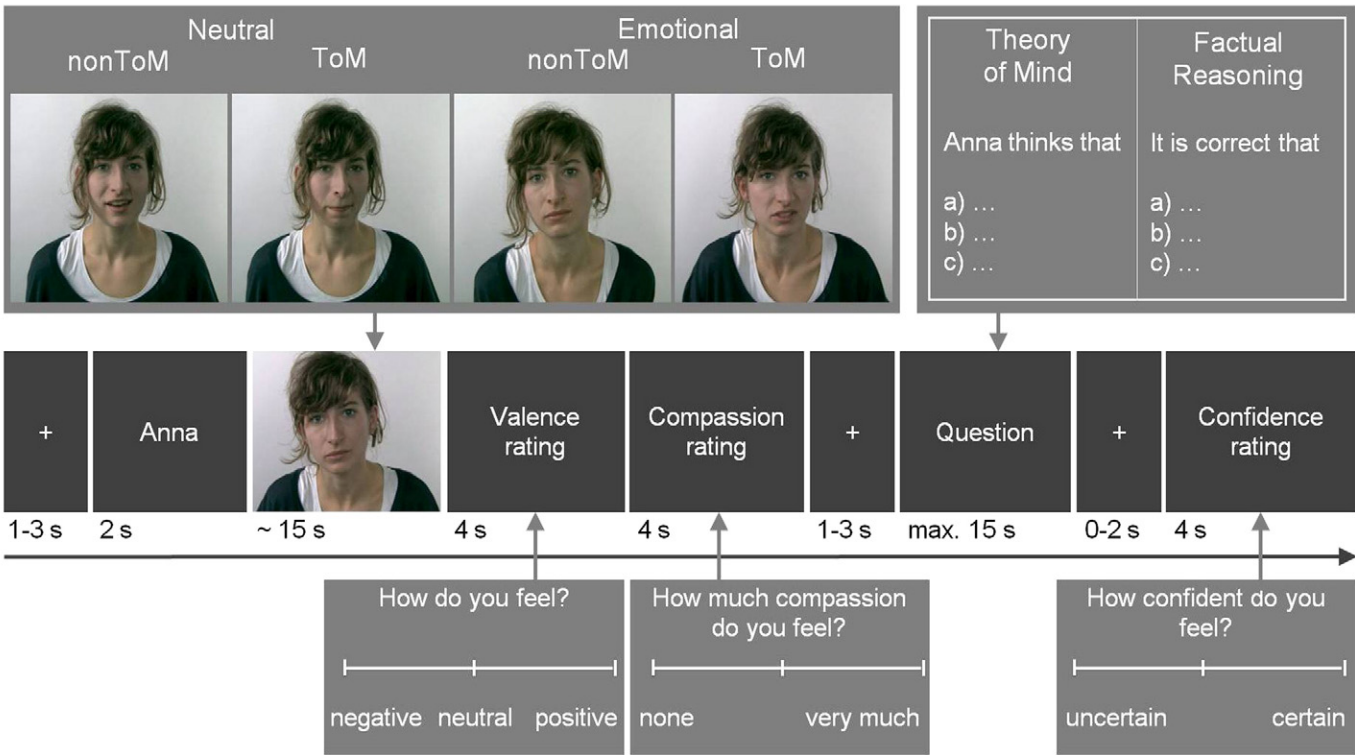 Neutral
Emotional
nonToM
ToM
nonToM
ToM
Theory
of Mind
Factual
Reasoning
Anna thinks that
It is correct that
a) ...
b) ...
c) ...
a) ...
b) ...
c) ...
+
Anna
Valence
rating
Compassion
rating
+
Question
+
Confidence
rating
1-3 s
2 s
~ 15 s
4 s
4 s
1-3 s
max. 15 s
0-2 s
4 s
How do you feel?
negative neutral positive
How much compassion
do you feel?
none very much
How confident do you
feel?
uncertain certain